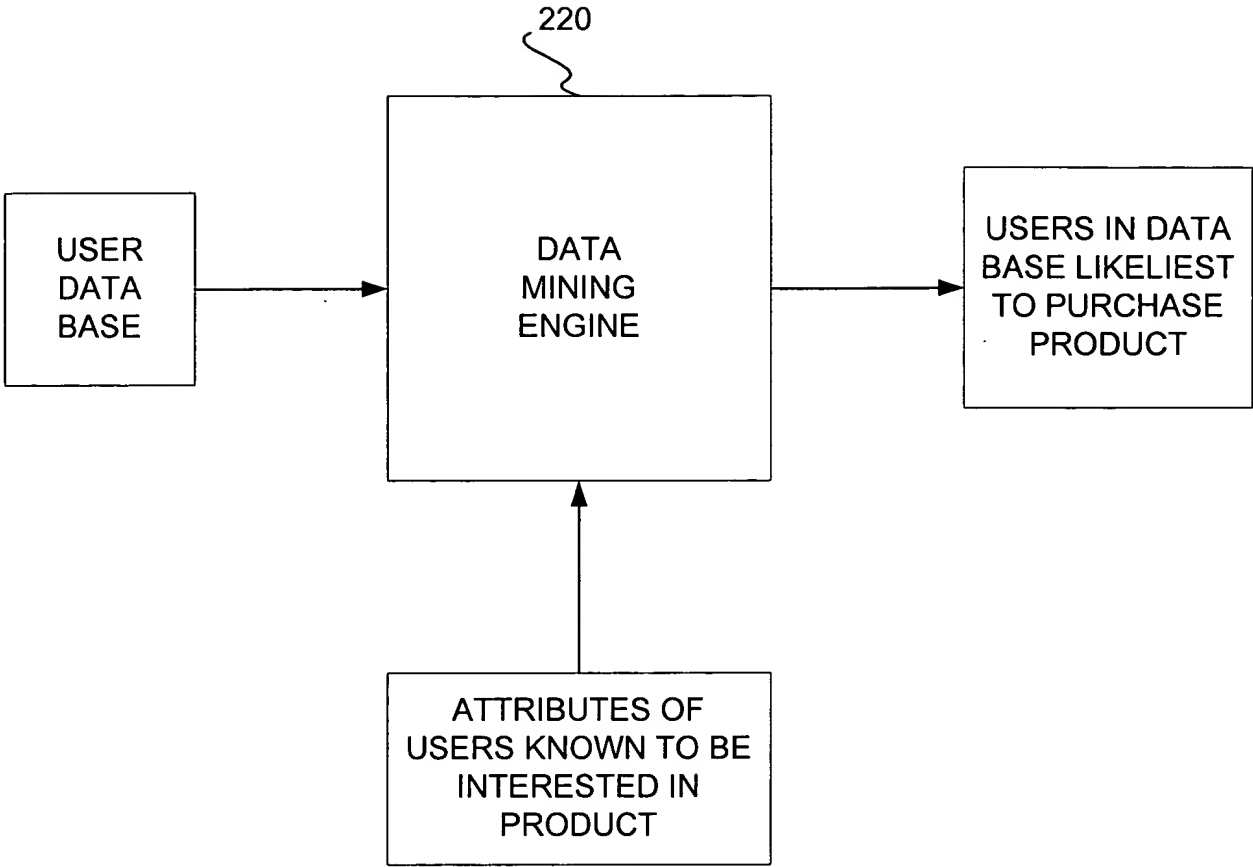 220
USER
DATA
BASE
DATA
MINING
ENGINE
USERS IN DATA
BASE LIKELIEST
TO PURCHASE
PRODUCT
ATTRIBUTES OF
USERS KNOWN TO BE
INTERESTED IN
PRODUCT